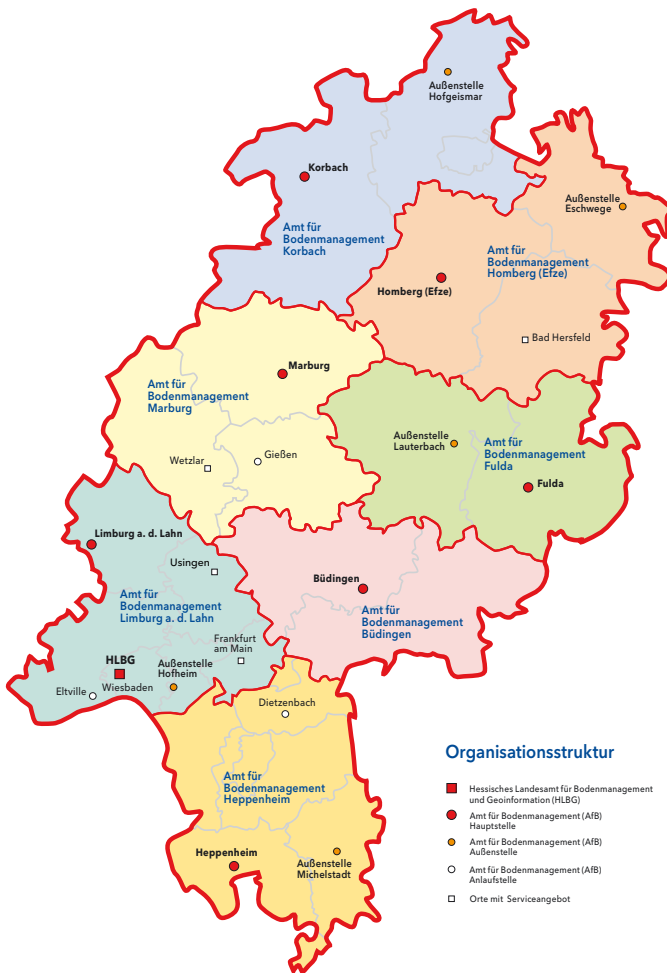 Außenstelle
Hofgeismar
Korbach
Außenstelle
Eschwege
Amt für
Bodenmanagement
Korbach
Amt für
Bodenmanagement
Homberg (Efze)
Homberg (Efze)
Bad Hersfeld
Marburg
Amt für
Bodenmanagement
Marburg
Außenstelle
Lauterbach
Amt für
Bodenmanagement
Fulda
Wetzlar
Gießen
Fulda
Limburg a. d. Lahn
Usingen
Büdingen
Amt für
Bodenmanagement
Limburg a. d. Lahn
Amt für
Bodenmanagement
Büdingen
Frankfurt
am Main
HLBG
Wiesbaden
Außenstelle
Hofheim
Eltville
Dietzenbach
Amt für
Bodenmanagement
Heppenheim
Heppenheim
Außenstelle
Michelstadt
Organisationsstruktur
Hessisches Landesamt für Bodenmanagement
und Geoinformation (HLBG)
Amt für Bodenmanagement (AfB)
Hauptstelle
Amt für Bodenmanagement (AfB)
Außenstelle
Amt für Bodenmanagement (AfB)
Anlaufstelle
Orte mit Serviceangebot